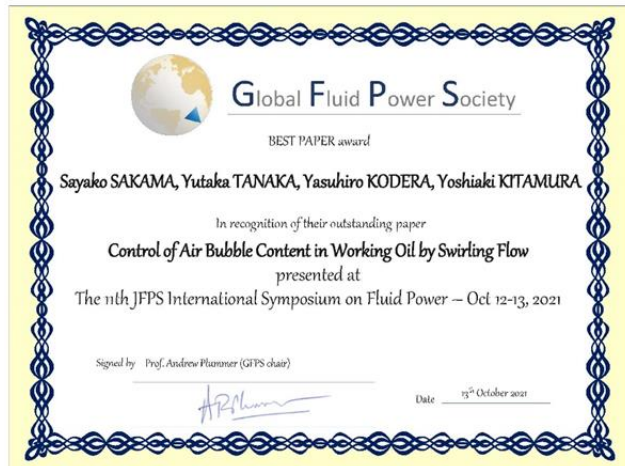 Global Fluid Power Society
BEST PAPER award
Sayako SAKAMA, Yutaka TANAKA, Yasuhiro KODERA, Yoshiaki KITAMURA
In recognition of their outstanding paper
Control of Air Bubble Content in Working Oil by Swirling Flow
presented at
The 11th JFPS International Symposium on Fluid Power – Oct 12-13, 2021
Signed by Prof. Andrew Plummer (GFPS chair)
Date 13th October 2021